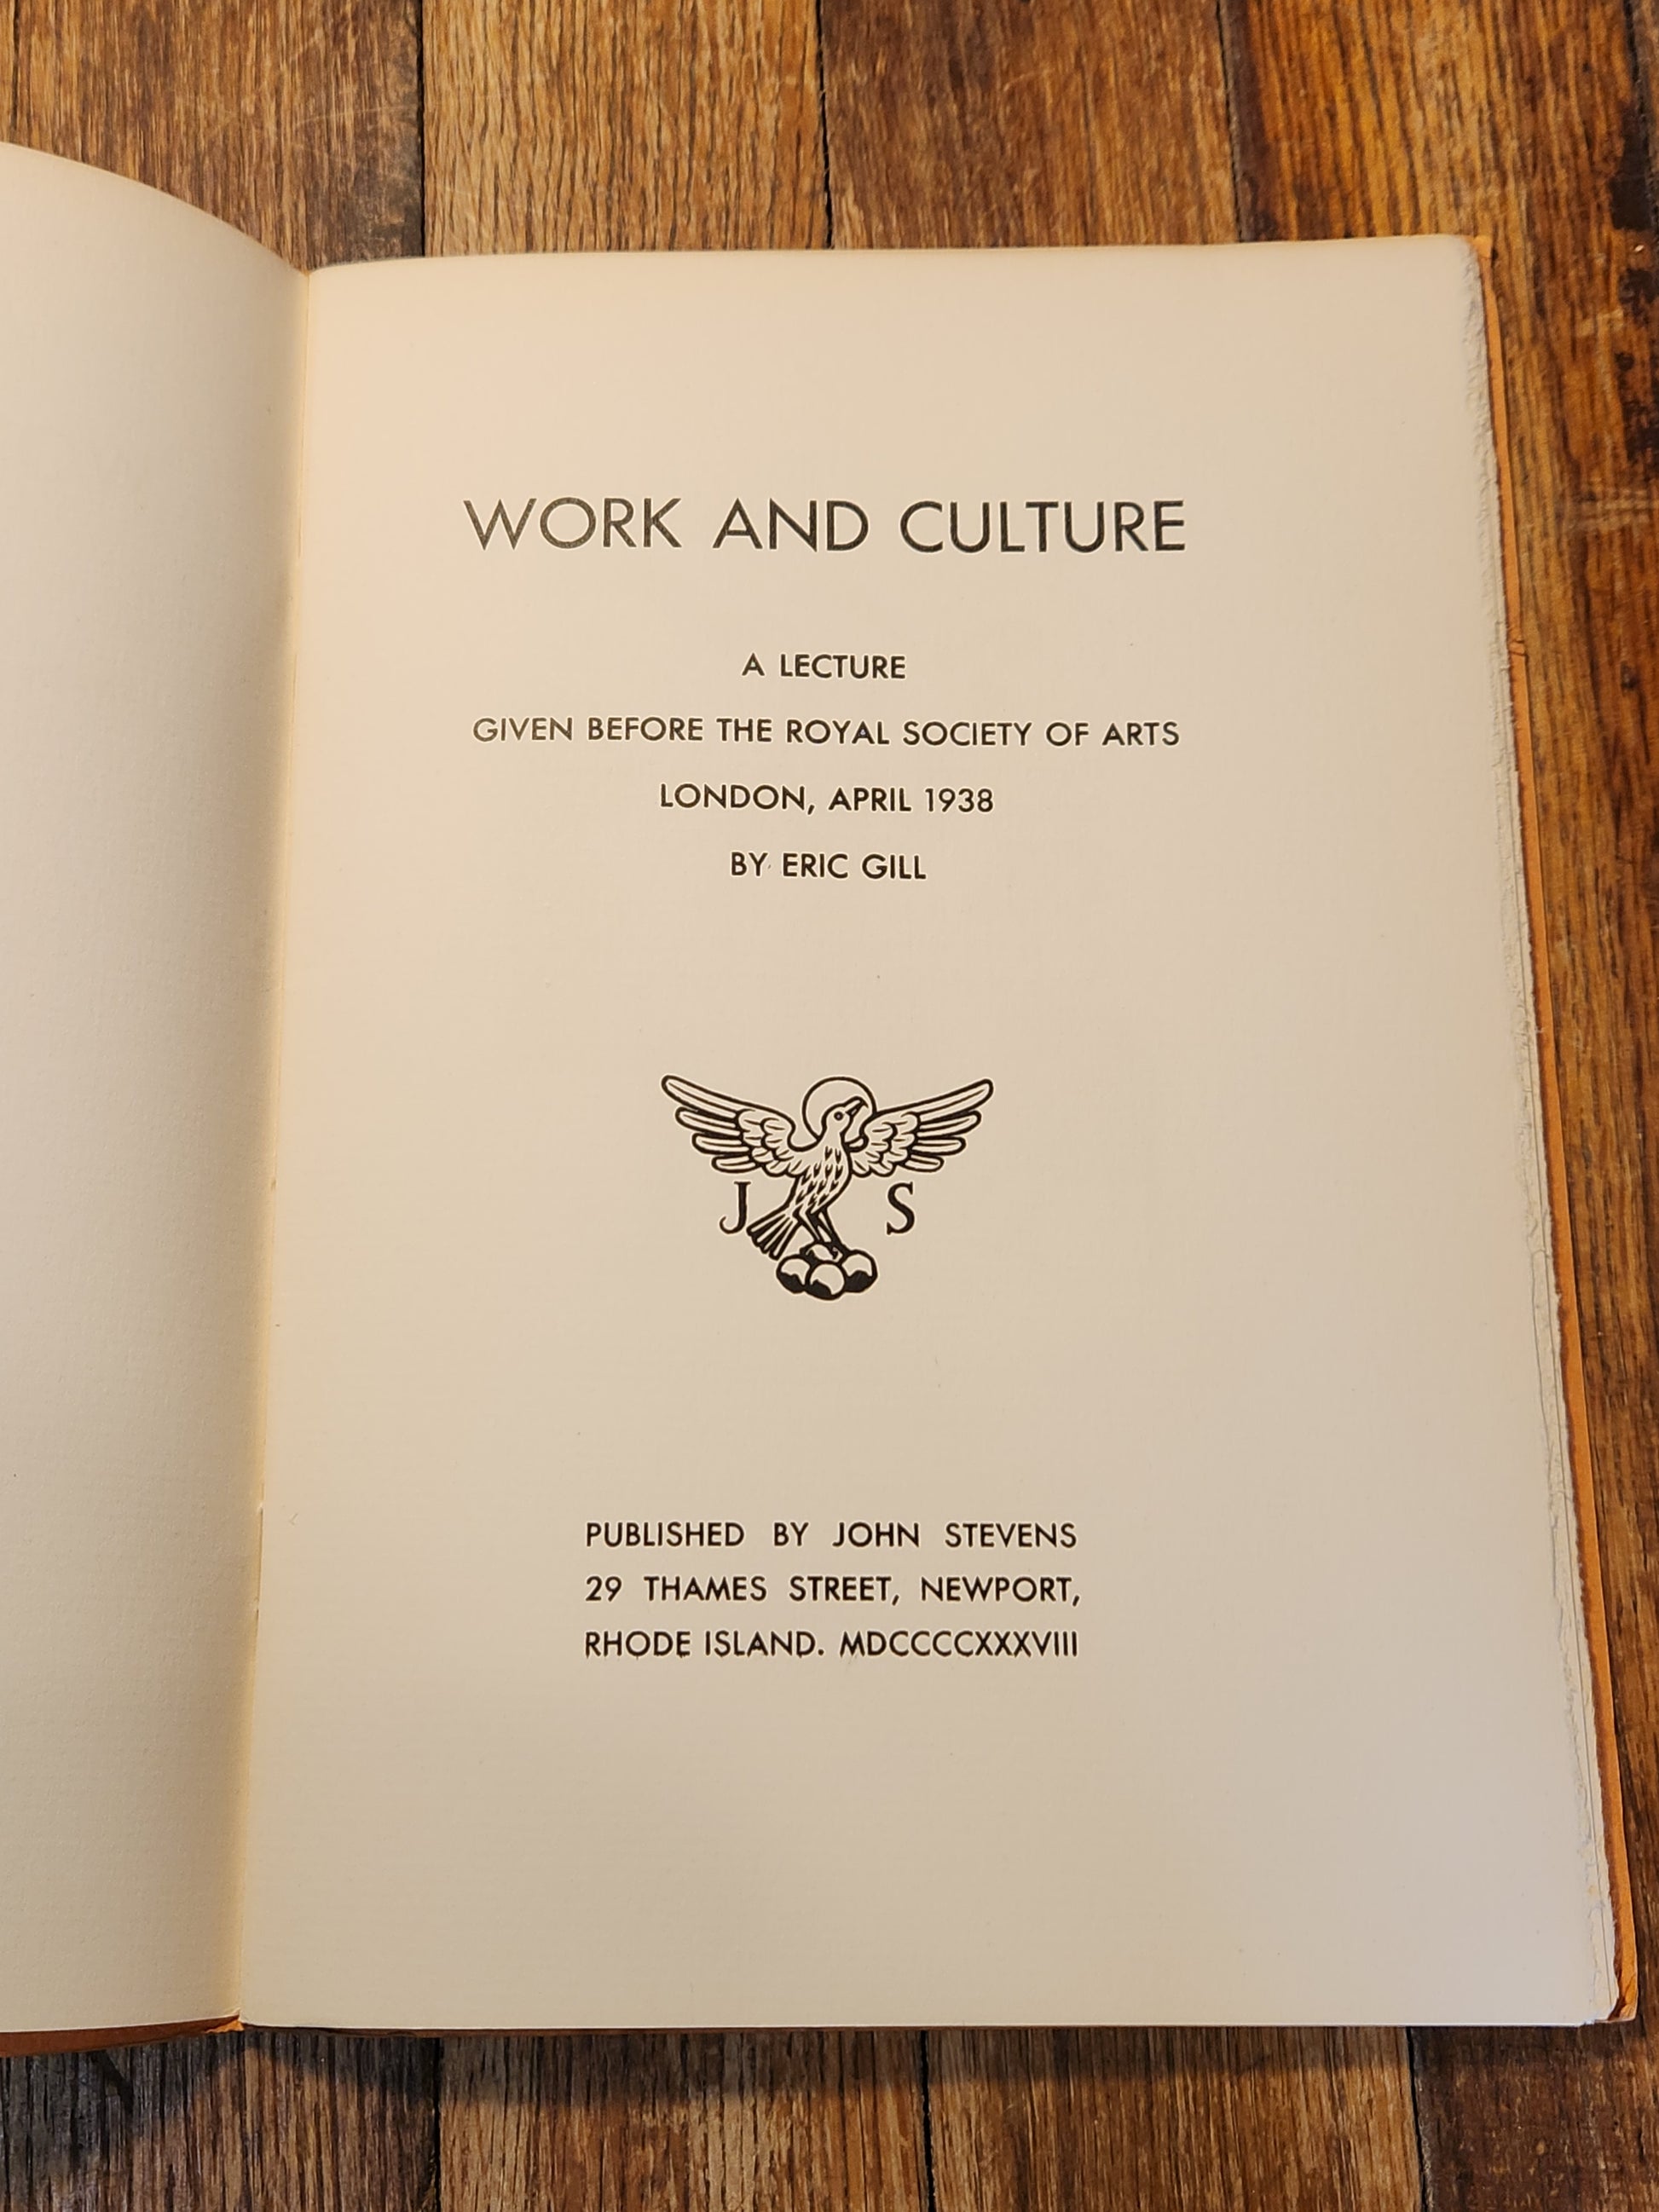 WORK AND CULTURE
A LECTURE
GIVEN BEFORE THE ROYAL SOCIETY OF ARTS
LONDON, APRIL 1938
BY ERIC GILL
J S
PUBLISHED BY JOHN STEVENS
29 THAMES STREET, NEWPORT,
RHODE ISLAND. MDCCCCXXXVIII